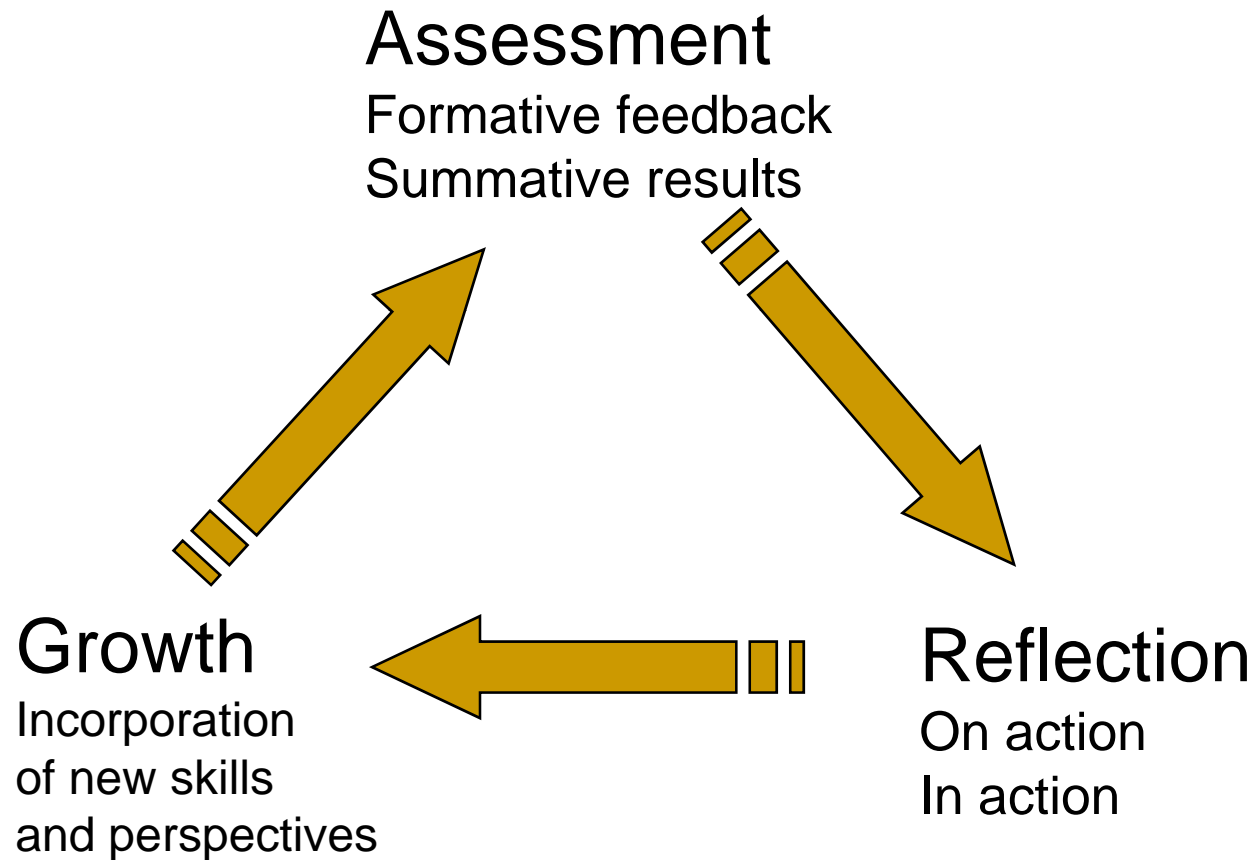 Assessment
Formative feedback
Summative results
Growth
Incorporation
of new skills
and perspectives
Reflection
On action
In action